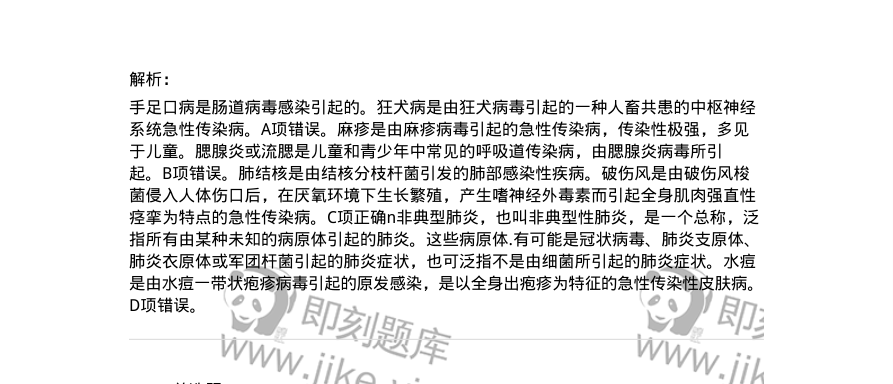 解析：
手足口病是肠道病毒感染引起的。狂犬病是由狂犬病毒引起的一种人畜共患的中枢神经
系统急性传染病。A项错误。麻疹是由麻疹病毒引起的急性传染病，传染性极强，多见
于儿童。腮腺炎或流腮是儿童和青少年中常见的呼吸道传染病，由腮腺炎病毒所引
起。B项错误。肺结核是由结核分枝杆菌引发的肺部感染性疾病。破伤风是由破伤风梭
菌侵入人体伤口后，在厌氧环境下生长繁殖，产生嗜神经外毒素而引起全身肌肉强直性
痉挛为特点的急性传染病。C项正确n非典型肺炎，也叫非典型性肺炎，是一个总称，泛
指所有由某种未知的病原体引起的肺炎。这些病原体.有可能是冠状病毒、肺炎支原体、
肺炎衣原体或军团杆菌引起的肺炎症状，也可泛指不是由细菌所引起的肺炎症状。水痘
是由水痘一带状疱疹病毒引起的原发感染，是以全身出疱疹为特征的急性传染性皮肤病。
D项错误。
即刻题库
www.jike
即刻
www.